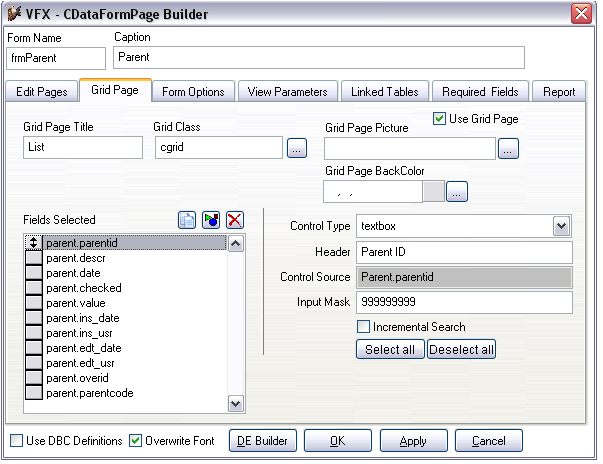 VFX - CDataFormPage Builder
Form Name
Caption
frmParent
Parent
Edit Pages
Grid Page
Form Options
View Parameters
Linked Tables
Required Fields
Report
Use Grid Page
Grid Page Title
Grid Class
Grid Page Picture
List
cgrid
...
...
Grid Page BackColor
, ,
...
Fields Selected
Control Type
textbox
parent.parentid
Header
Parent ID
parent.descr
parent.date
Control Source
Parent.parentid
parent.checked
parent.value
Input Mask
999999999
parent.ins_date
parent.ins_usr
Incremental Search
parent.edt_date
Select all
Deselect all
parent.edt_usr
parent.overid
parent.parentcode
Use DBC Definitions
Overwrite Font
DE Builder
OK
Apply
Cancel